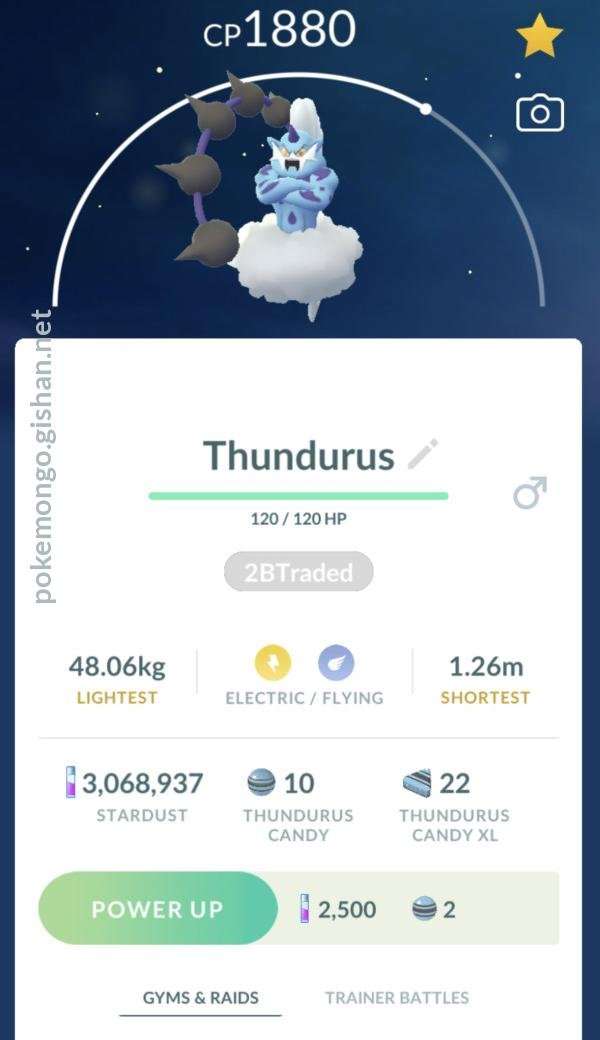 CP1880
pokemongo.gishan.net
Thundurus
120 / 120 HP
2BTraded
48.06kg
LIGHTEST
ELECTRIC / FLYING
1.26m
SHORTEST
3,068,937
STARDUST
10
THUNDURUS
CANDY
22
THUNDURUS
CANDY XL
POWER UP
2,500
2
GYMS & RAIDS
TRAINER BATTLES